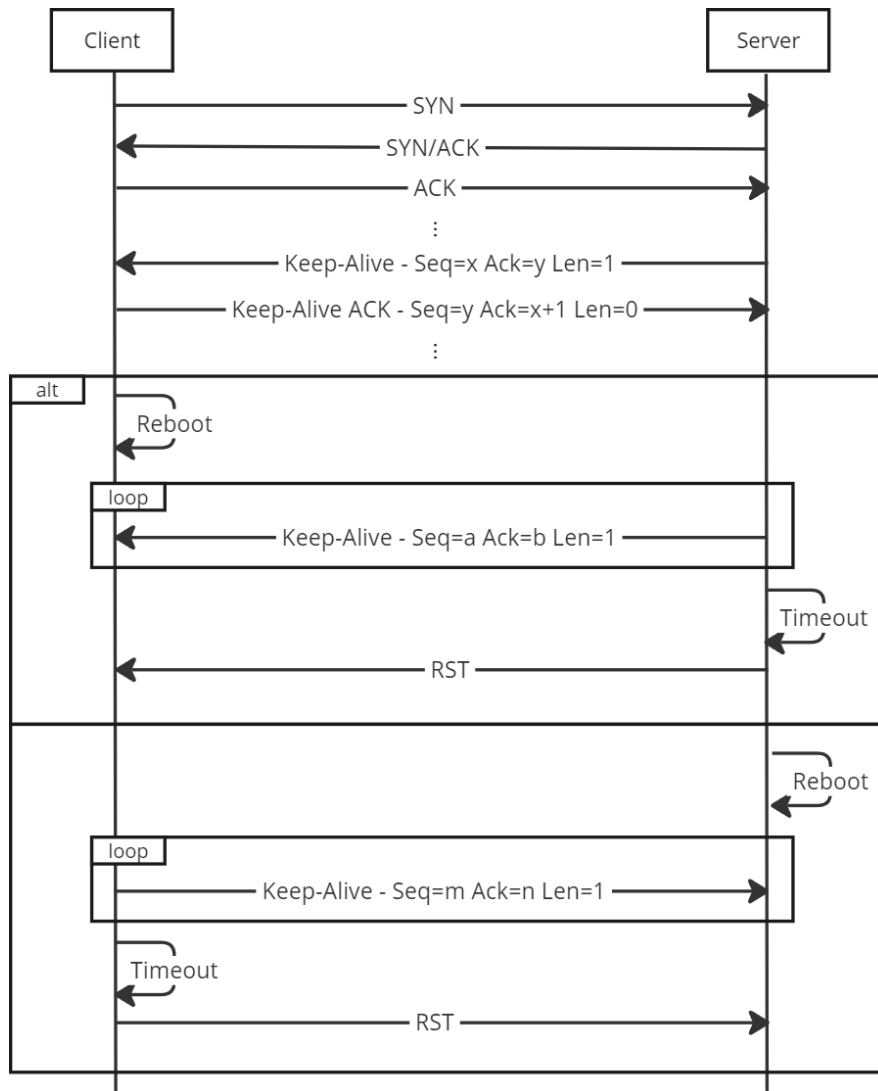 Client
Server
SYN
SYN/ACK
ACK
⋮
Keep-Alive - Seq=x Ack=y Len=1
Keep-Alive ACK - Seq=y Ack=x+1 Len=0
⋮
alt
Reboot
loop
Keep-Alive - Seq=a Ack=b Len=1
Timeout
RST
Reboot
loop
Keep-Alive - Seq=m Ack=n Len=1
Timeout
RST